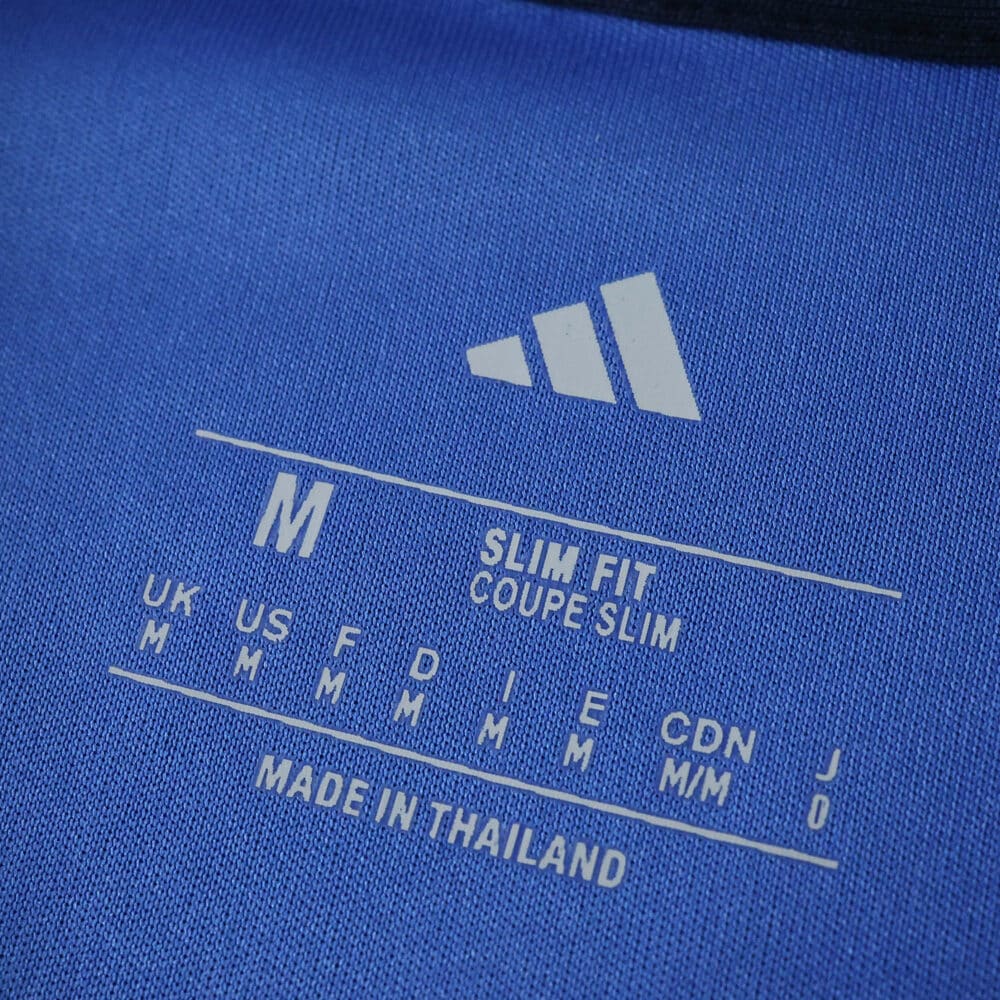 M
SLIM FIT
COUPE SLIM
UK US F D I E CDN J
M M M M M M M/M O
MADE IN THAILAND